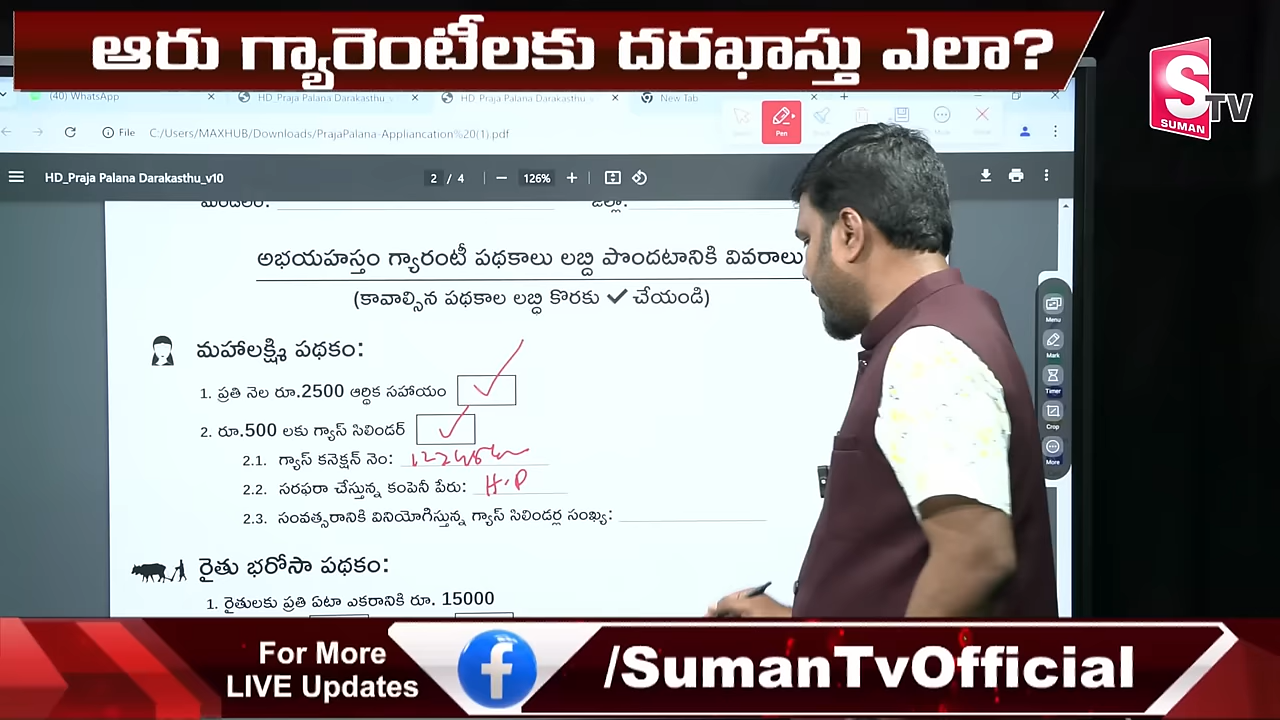 ఆరు గ్యారెంటీలకు దరఖాస్తు ఎలా?
S
SUMAN TV
(40) WhatsApp
HD_Praja Palana Darakasthu_v
HD_Praja Palana Darakasthu
New Tab
File C:/Users/MAXHUB/Downloads/PrajaPalana-Appliancation%20(1).pdf
Pen
HD_Praja Palana Darakasthu_v10
2 / 4
126%
మండలం:
జిల్లా:
అభయహస్తం గ్యారంటీ పథకాలు లబ్ది పొందటానికి వివరాలు
(కావాల్సిన పథకాల లబ్ది కొరకు ✓ చేయండి)
మహాలక్ష్మి పథకం:
1. ప్రతి నెల రూ.2500 ఆర్థిక సహాయం
2. రూ.500 లకు గ్యాస్ సిలిండర్
2.1. గ్యాస్ కనెక్షన్ నెం:
2.2. సరఫరా చేస్తున్న కంపెనీ పేరు: H.P
2.3. సంవత్సరానికి వినియోగిస్తున్న గ్యాస్ సిలిండర్ల సంఖ్య:
రైతు భరోసా పథకం:
1. రైతులకు ప్రతి ఏటా ఎకరానికి రూ. 15000
Menu
Mark
Timer
Crop
More
For More
LIVE Updates
f
/SumanTvOfficial